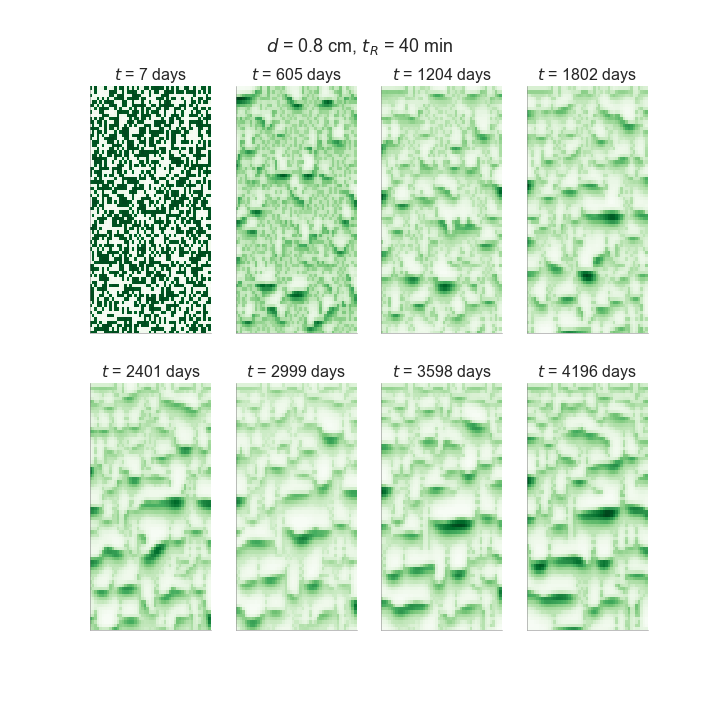 d = 0.8 cm, t_R = 40 min
t = 7 days
t = 605 days
t = 1204 days
t = 1802 days
t = 2401 days
t = 2999 days
t = 3598 days
t = 4196 days